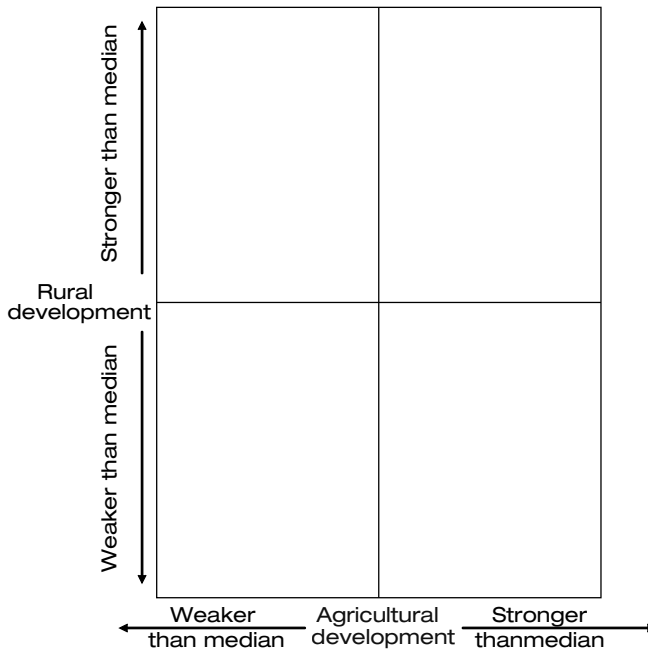 Stronger than median
Rural
development
Weaker than median
Weaker
than median
Agricultural
development
Stronger
thanmedian